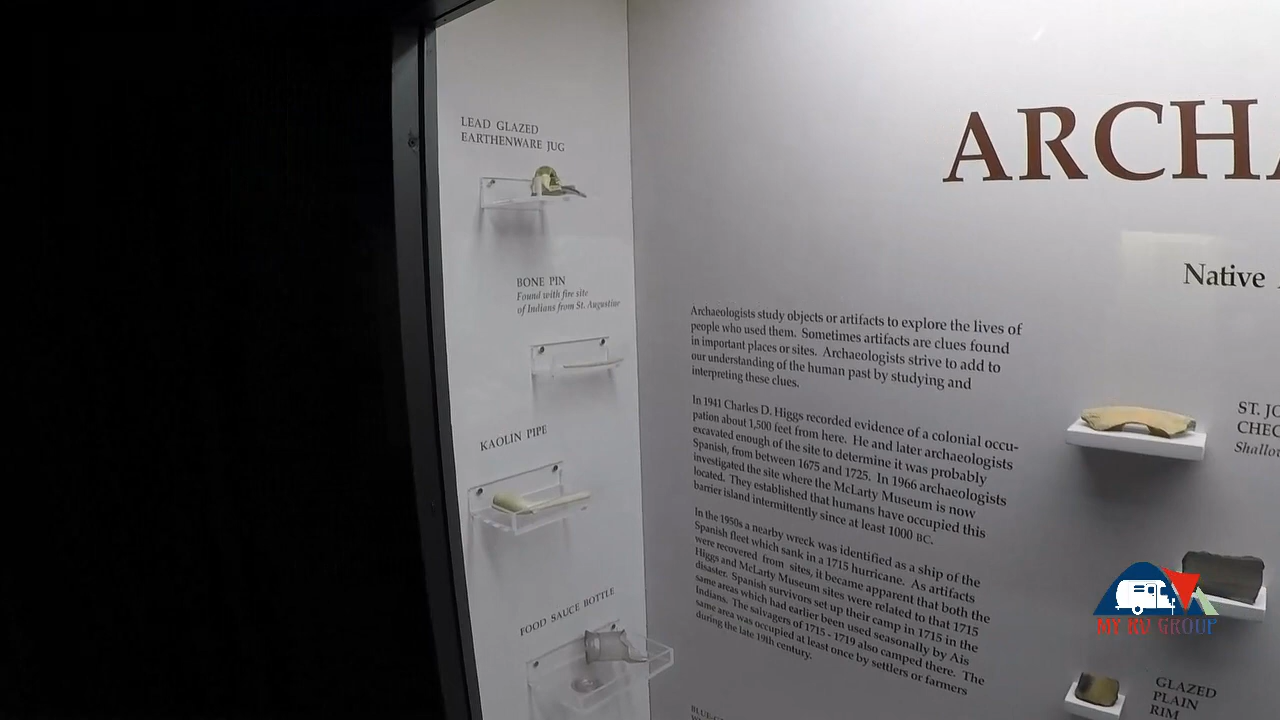 LEAD GLAZED
EARTHENWARE JUG
BONE PIN
Found with fire site
of Indians from St. Augustine
KAOLIN PIPE
FOOD SAUCE BOTTLE
ARCHA
Native
Archaeologists study objects or artifacts to explore the lives of
people who used them. Sometimes artifacts are clues found
in important places or sites. Archaeologists strive to add to
our understanding of the human past by studying and
interpreting these clues.
In 1941 Charles D. Higgs recorded evidence of a colonial occu-
pation about 1,500 feet from here. He and later archaeologists
excavated enough of the site to determine it was probably
Spanish, from between 1675 and 1725. In 1966 archaeologists
investigated the site where the McLarty Museum is now
located. They established that humans have occupied this
barrier island intermittently since at least 1000 BC.
In the 1950s a nearby wreck was identified as a ship of the
Spanish fleet which sank in a 1715 hurricane. As artifacts
were recovered from sites, it became apparent that both the
Higgs and McLarty Museum sites were related to that 1715
disaster. Spanish survivors set up their camp in 1715 in the
same areas which had earlier been used seasonally by Ais
Indians. The salvagers of 1715 - 1719 also camped there. The
same area was occupied at least once by settlers or farmers
during the late 19th century.
ST. JO
CHEC
Shallo
GLAZED
PLAIN
RIM
MY RV GROUP